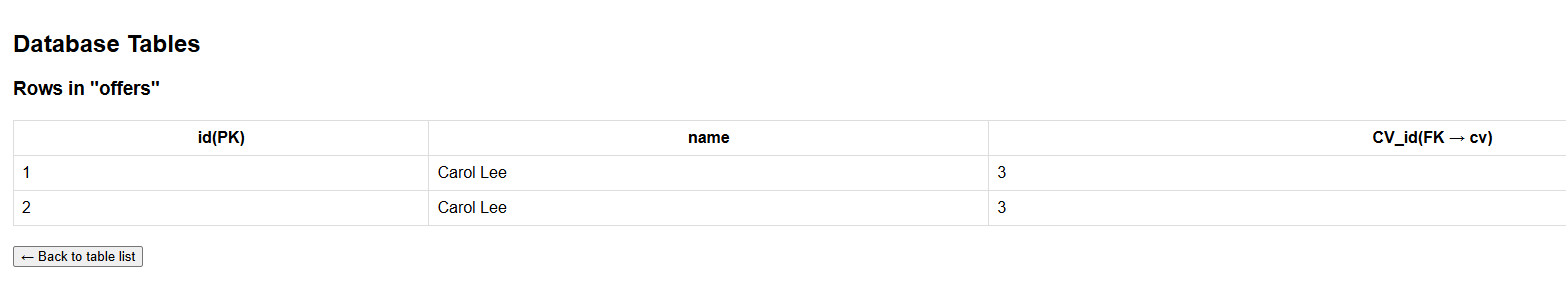 Database Tables
Rows in "offers"
id(PK) name CV_id(FK → cv)
1 Carol Lee 3
2 Carol Lee 3
← Back to table list